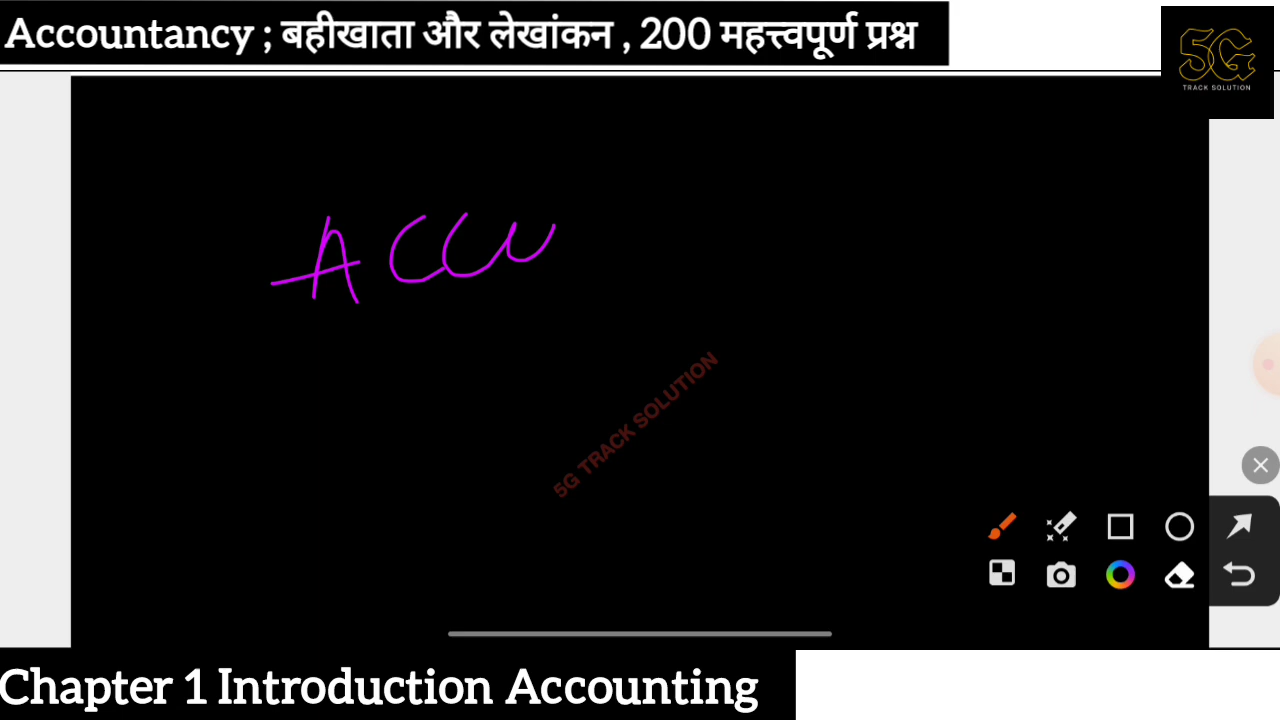 Accountancy ; बहीखाता और लेखांकन , 200 महत्त्वपूर्ण प्रश्न
5G
TRACK SOLUTION
ACCU
5G TRACK SOLUTION
Chapter 1 Introduction Accounting